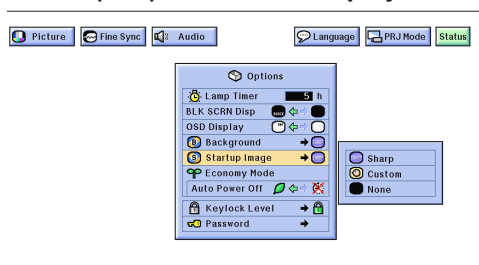 Picture Fine Sync Audio Language PRJ Mode Status
Options
Lamp Timer 5 h
BLK SCRN Disp
OSD Display
Background
Startup Image
Economy Mode
Auto Power Off
Keylock Level
Password
Sharp
Custom
None